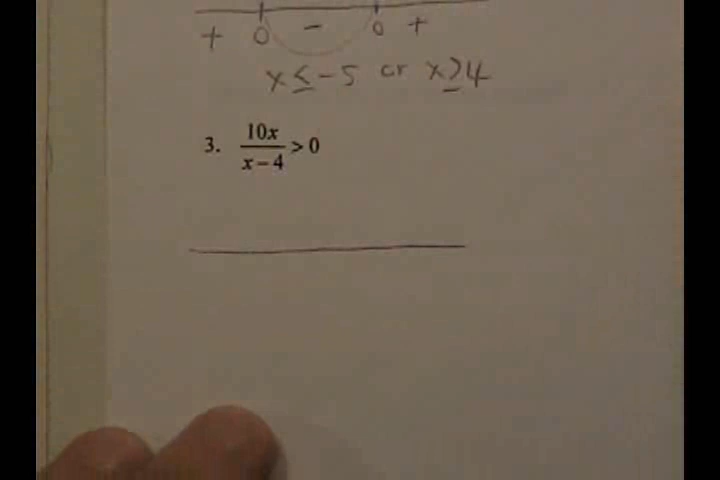 + 0 − 0 +
x ≤ -5 or x ≥ 4
3. 10x
x – 4 > 0